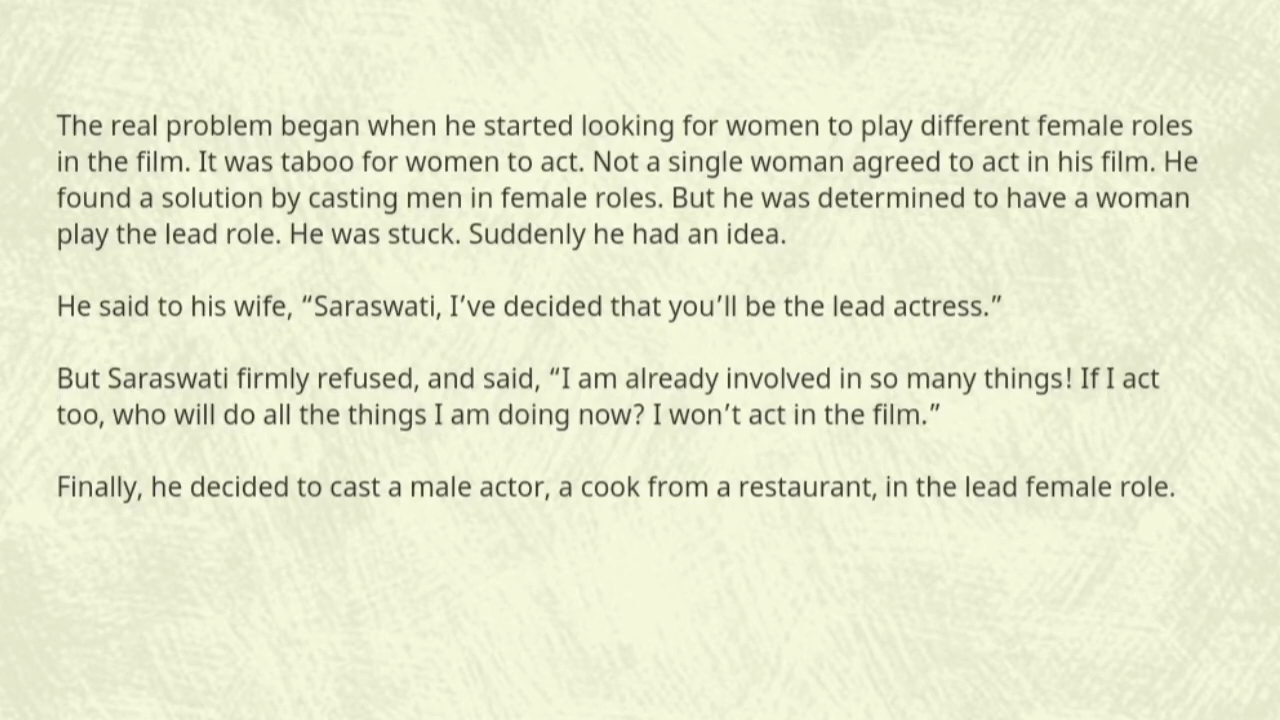 The real problem began when he started looking for women to play different female roles
in the film. It was taboo for women to act. Not a single woman agreed to act in his film. He
found a solution by casting men in female roles. But he was determined to have a woman
play the lead role. He was stuck. Suddenly he had an idea.
He said to his wife, “Saraswati, I’ve decided that you’ll be the lead actress.”
But Saraswati firmly refused, and said, “I am already involved in so many things! If I act
too, who will do all the things I am doing now? I won’t act in the film.”
Finally, he decided to cast a male actor, a cook from a restaurant, in the lead female role.